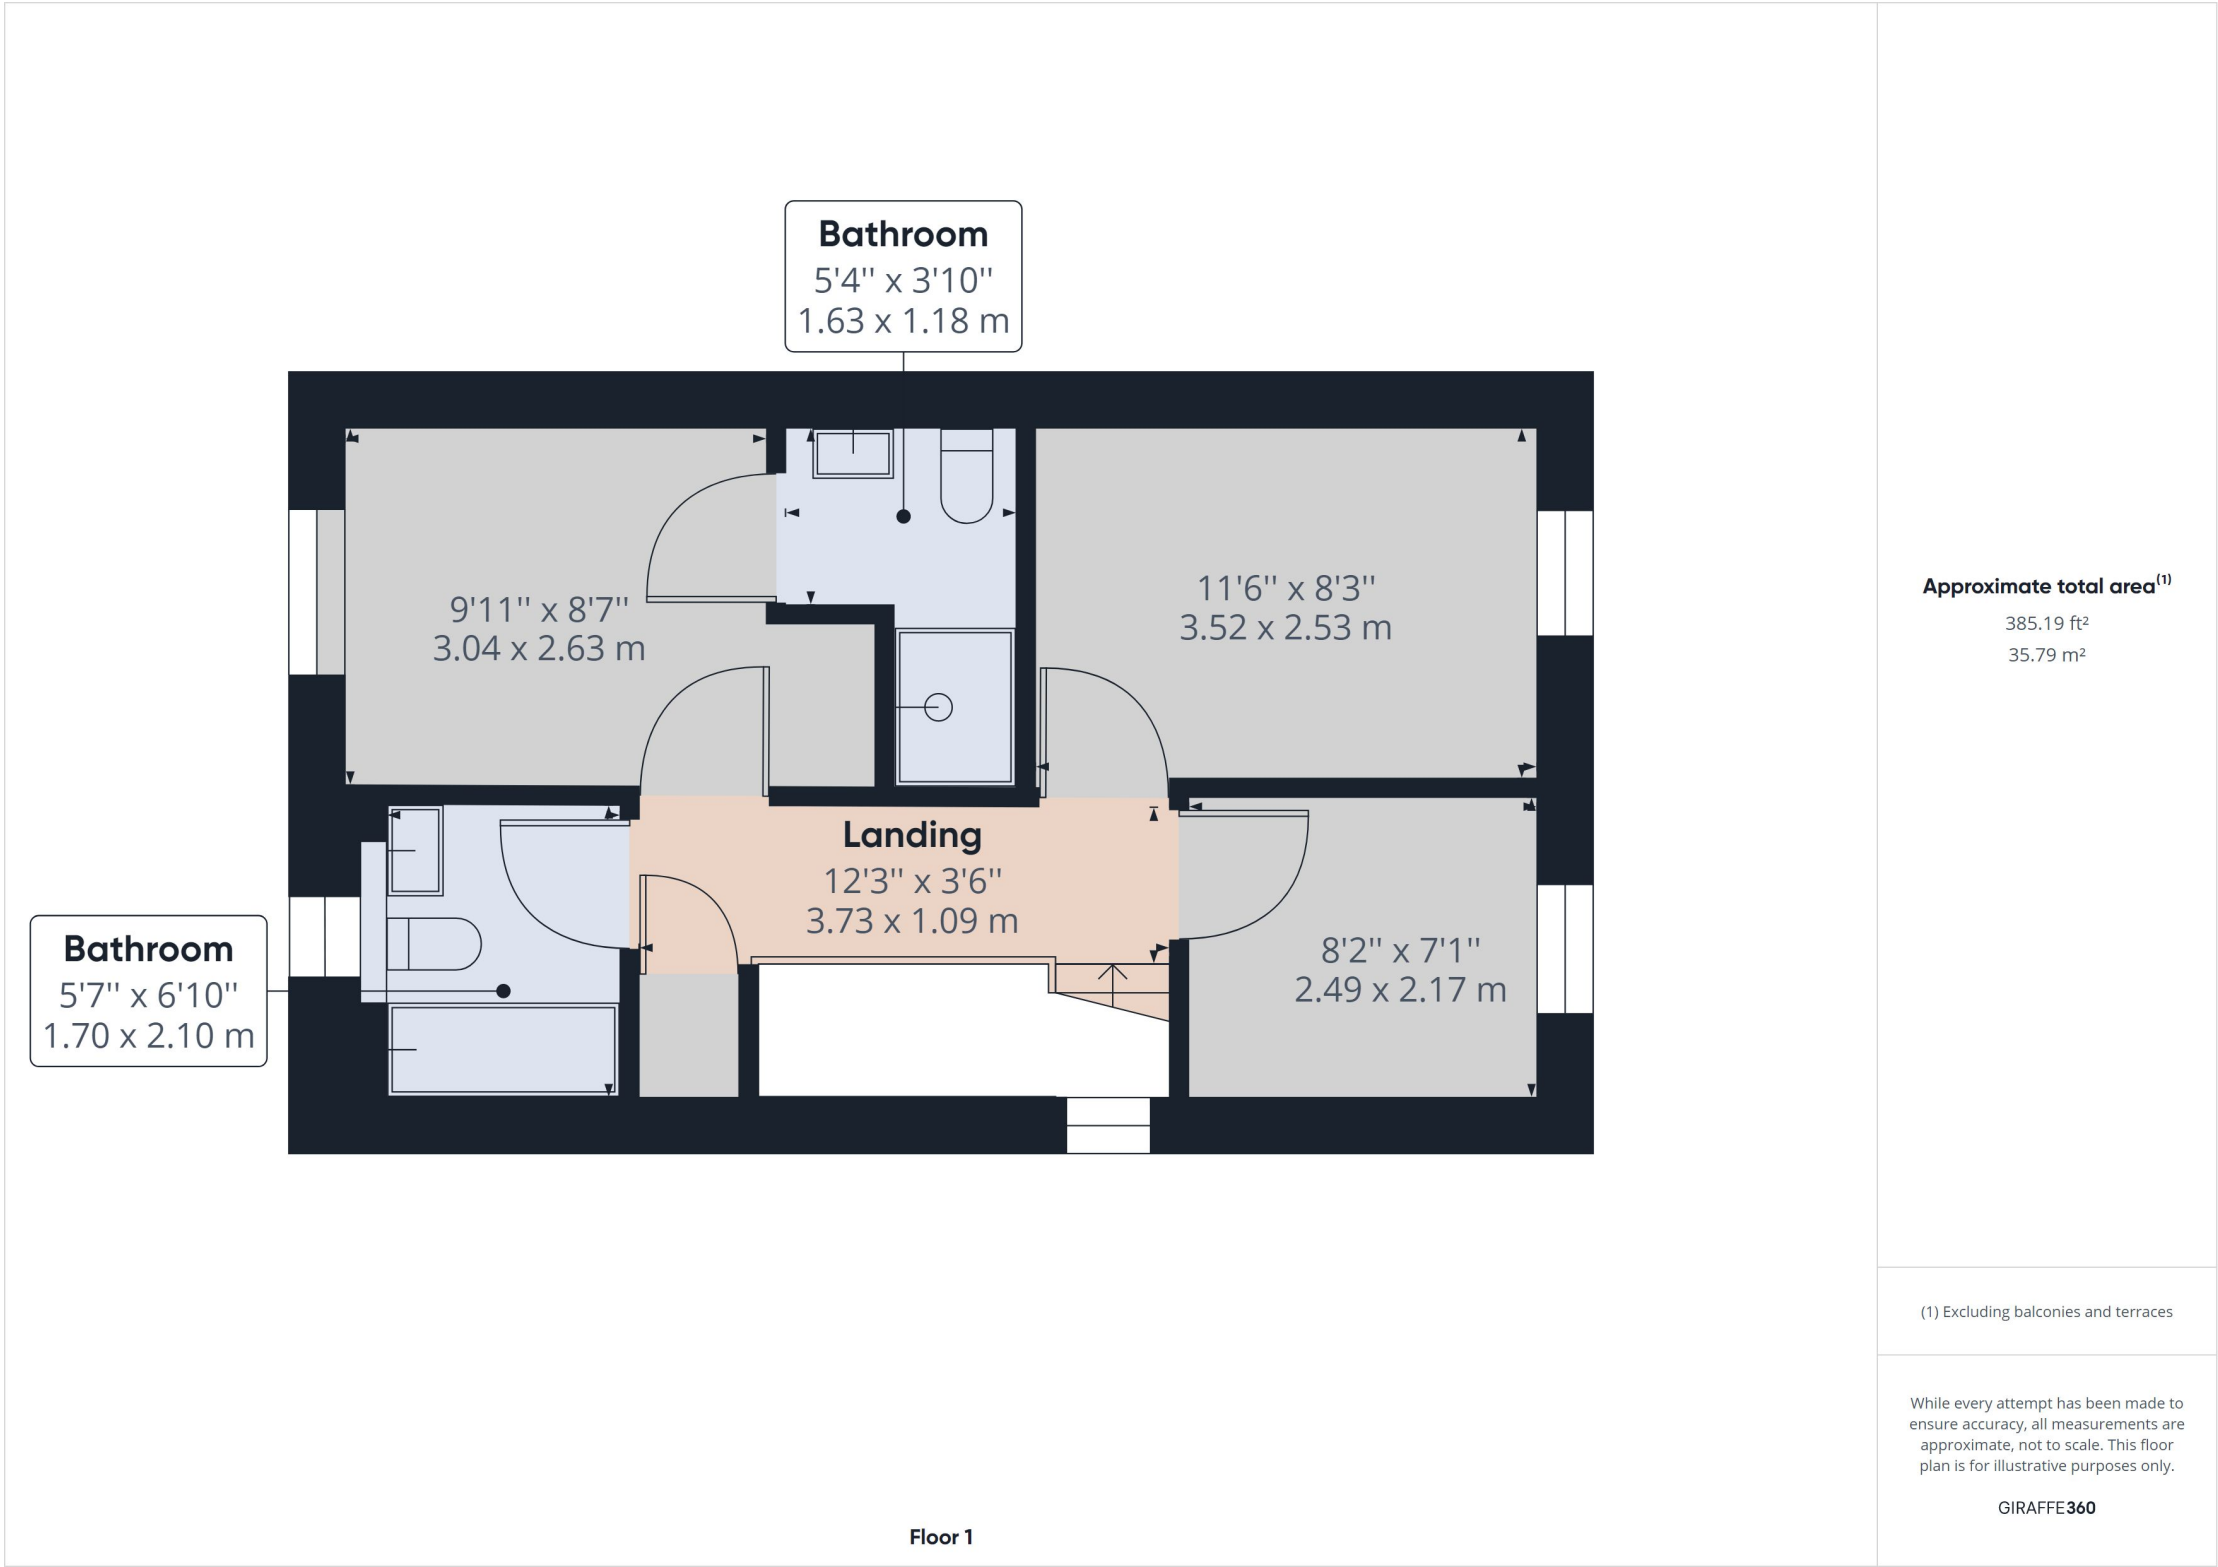 Bathroom
5'4'' x 3'10''
1.63 x 1.18 m
9'11'' x 8'7''
3.04 x 2.63 m
11'6'' x 8'3''
3.52 x 2.53 m
Landing
12'3'' x 3'6''
3.73 x 1.09 m
Bathroom
5'7'' x 6'10''
1.70 x 2.10 m
8'2'' x 7'1''
2.49 x 2.17 m
Floor 1
Approximate total area(1)
385.19 ft²
35.79 m²
(1) Excluding balconies and terraces
While every attempt has been made to
ensure accuracy, all measurements are
approximate, not to scale. This floor
plan is for illustrative purposes only.
GIRAFFE360